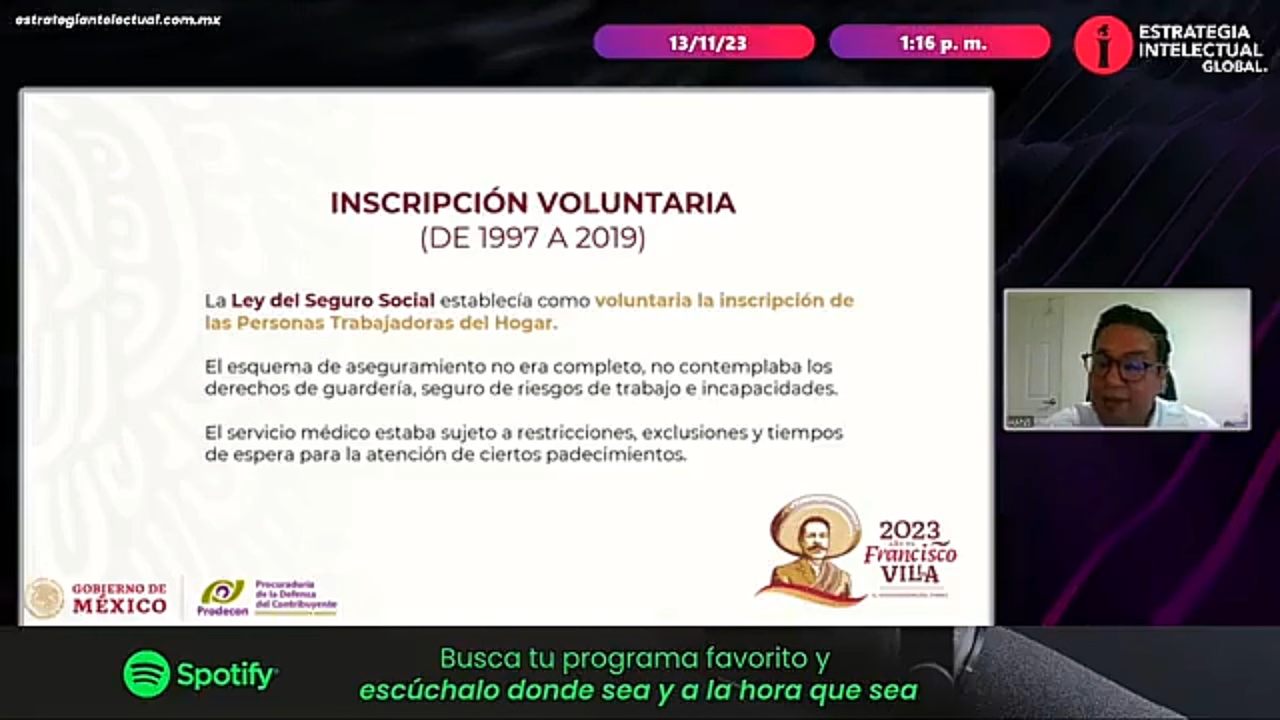 estrategiaintelectual.com.mx
13/11/23
1:16 p. m.
ESTRATEGIA
INTELECTUAL
GLOBAL.
INSCRIPCIÓN VOLUNTARIA
(DE 1997 A 2019)
La Ley del Seguro Social establecía como voluntaria la inscripción de
las Personas Trabajadoras del Hogar.
El esquema de aseguramiento no era completo, no contemplaba los
derechos de guardería, seguro de riesgos de trabajo e incapacidades.
El servicio médico estaba sujeto a restricciones, exclusiones y tiempos
de espera para la atención de ciertos padecimientos.
HANS
2023
Francisco
VILLA
GOBIERNO DE
MÉXICO
Prodecon
Procuraduría
de la Defensa
del Contribuyente
Spotify
Busca tu programa favorito y
escúchalo donde sea y a la hora que sea